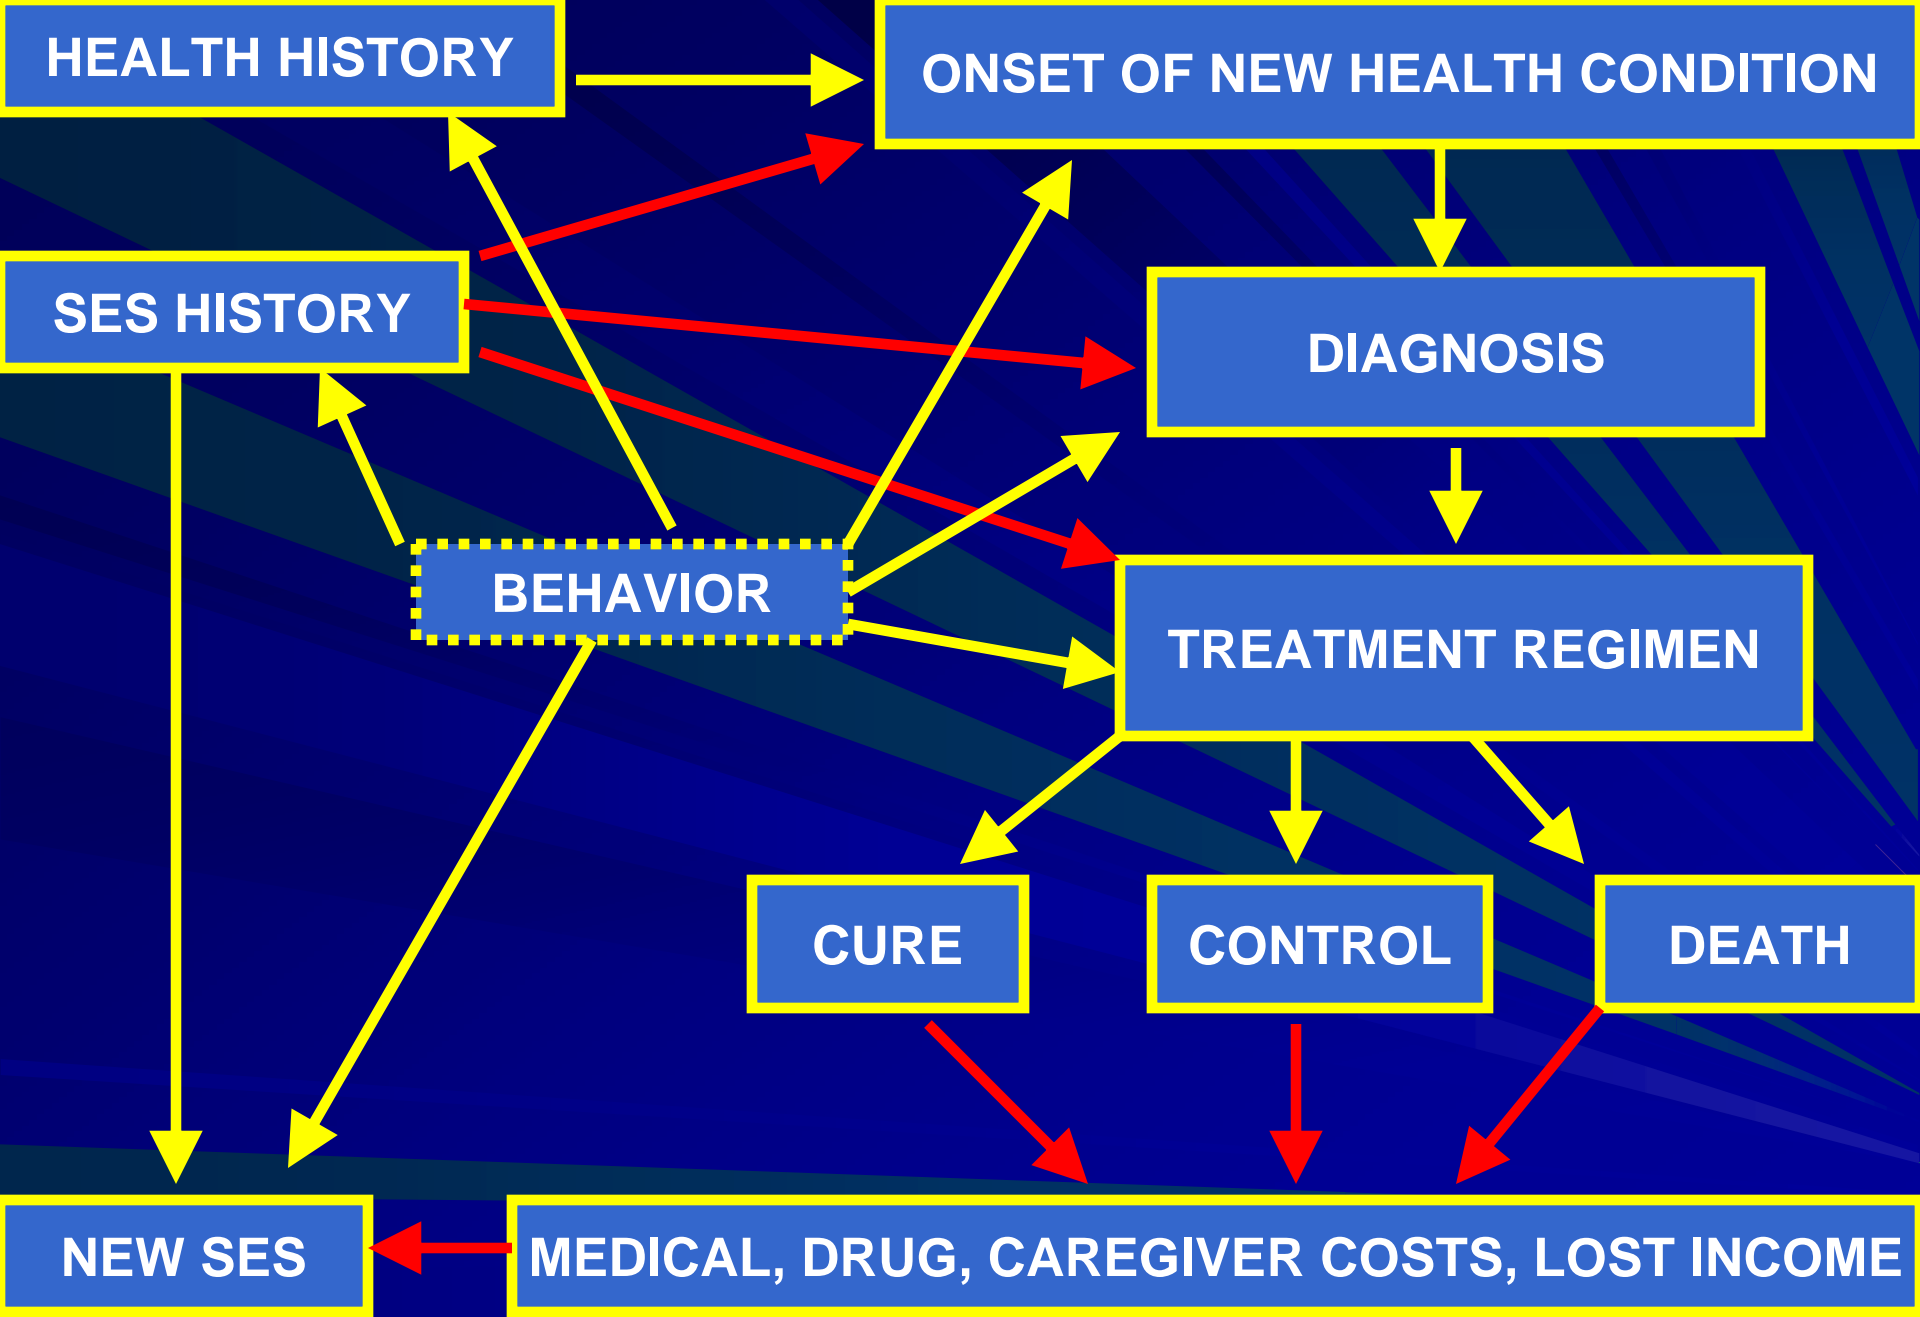 HEALTH HISTORY
ONSET OF NEW HEALTH CONDITION
SES HISTORY
DIAGNOSIS
BEHAVIOR
TREATMENT REGIMEN
CURE
CONTROL
DEATH
NEW SES
MEDICAL, DRUG, CAREGIVER COSTS, LOST INCOME